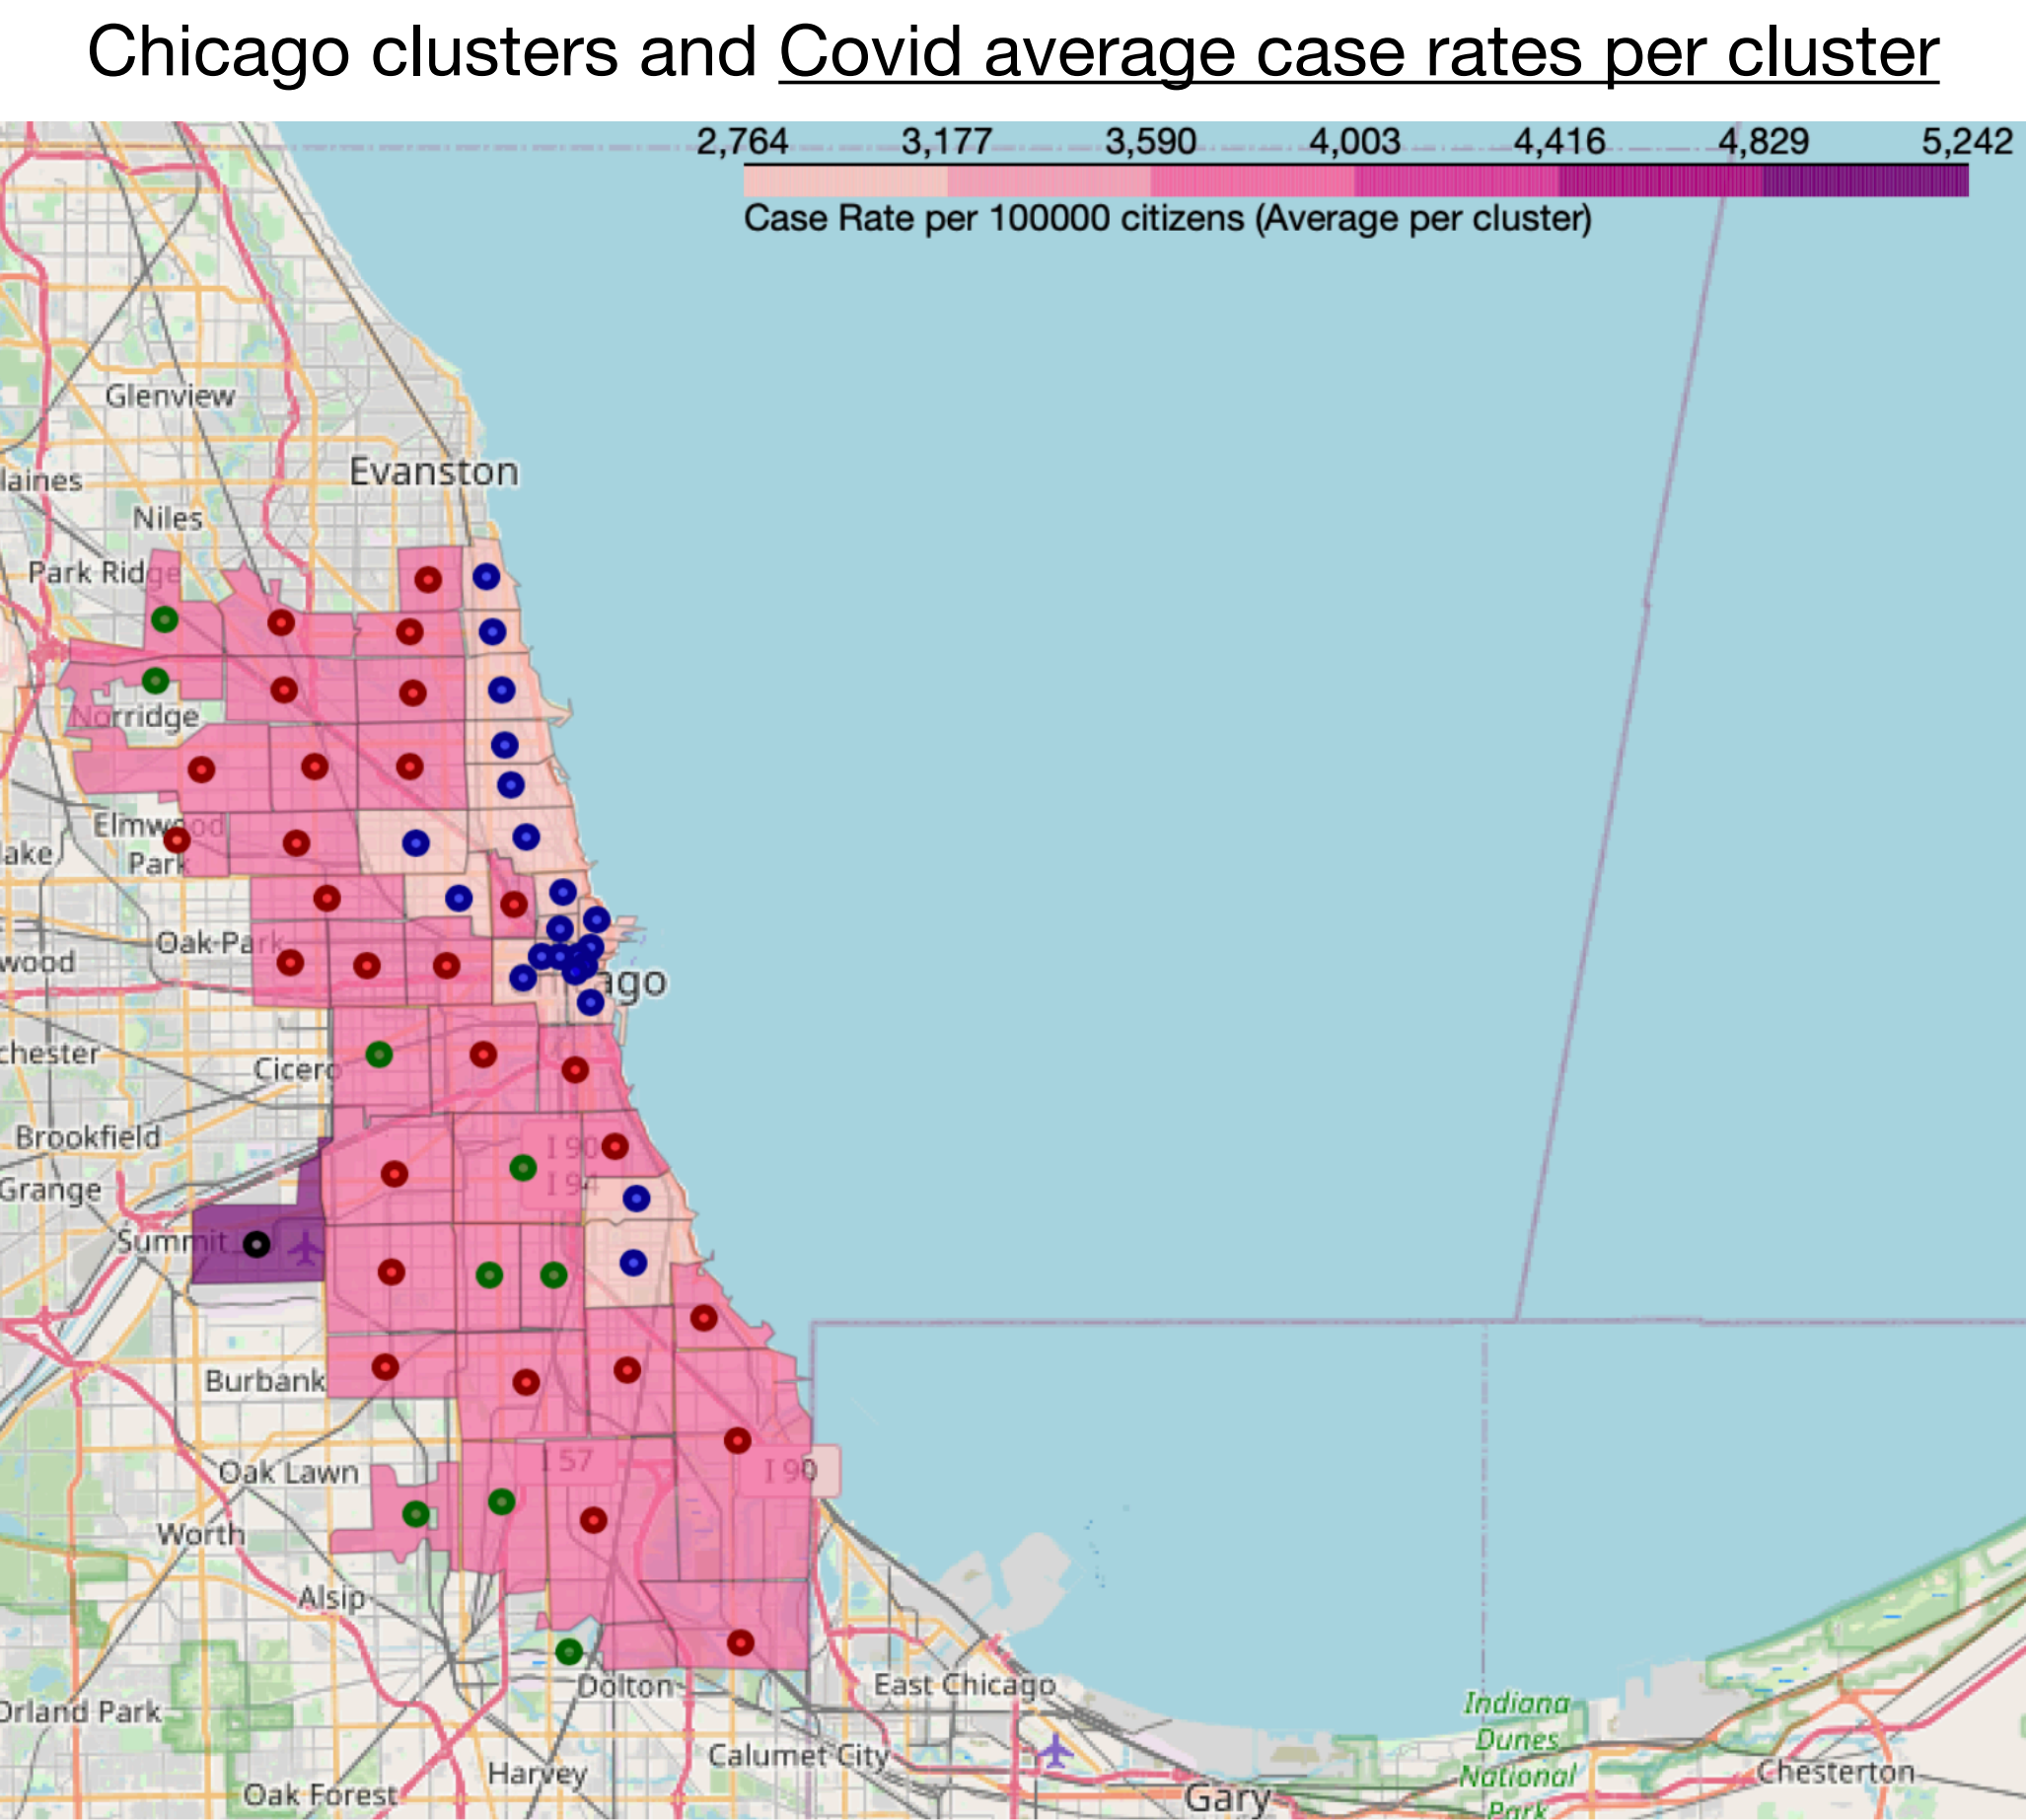 Chicago clusters and Covid average case rates per cluster
2,764 3,177 3,590 4,003 4,416 4,829 5,242
Case Rate per 100000 citizens (Average per cluster)
Glenview
Evanston
laines
Niles
Park Ridge
Norridge
Elmwood
Park
lake
Oak Park
wood
ago
chester
Cicero
Brookfield
I 90
I 94
Grange
Summit
Burbank
Oak Lawn
I 57
I 90
Worth
Alsip
Dolton
East Chicago
Orland Park
Indiana
Dunes
National
Park
Calumet City
Harvey
Chesterton
Oak Forest
Gary